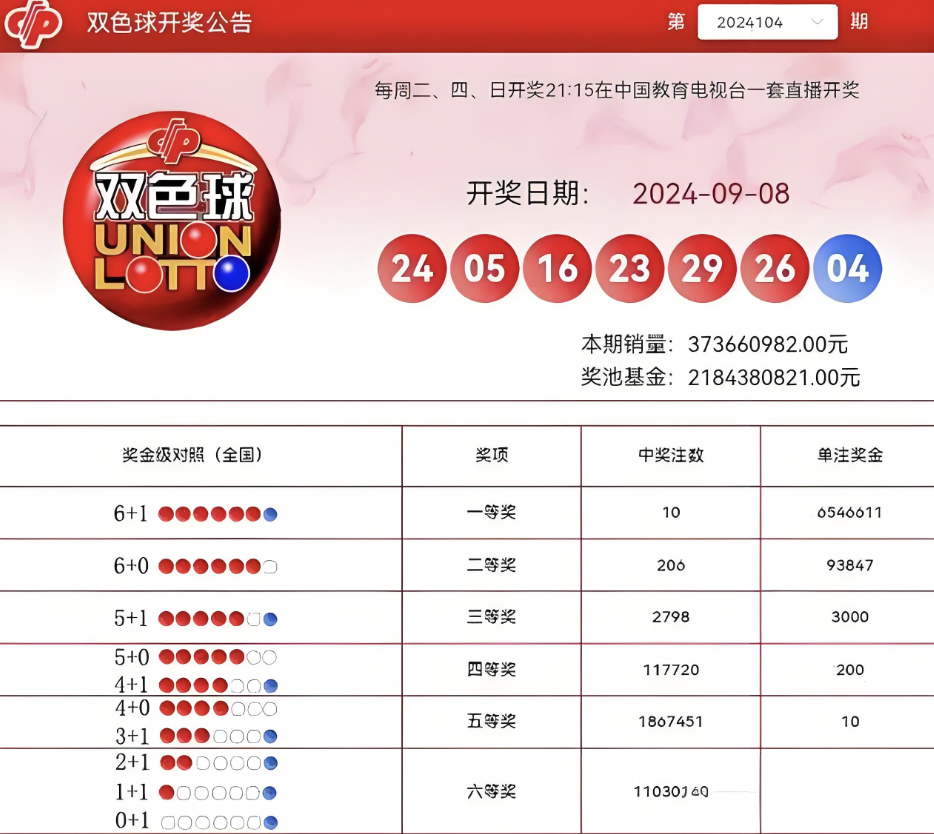 双色球开奖公告
第 2024104 期
每周二、四、日开奖21:15在中国教育电视台一套直播开奖
双色球
UNION
LOTTO
开奖日期: 2024-09-08
24 05 16 23 29 26 04
本期销量: 373660982.00元
奖池基金: 2184380821.00元
奖金级对照（全国） 奖项 中奖注数 单注奖金
6+1 一等奖 10 6546611
6+0 二等奖 206 93847
5+1 三等奖 2798 3000
5+0
4+1 四等奖 117720 200
4+0
3+1 五等奖 1867451 10
2+1
1+1 六等奖
0+1